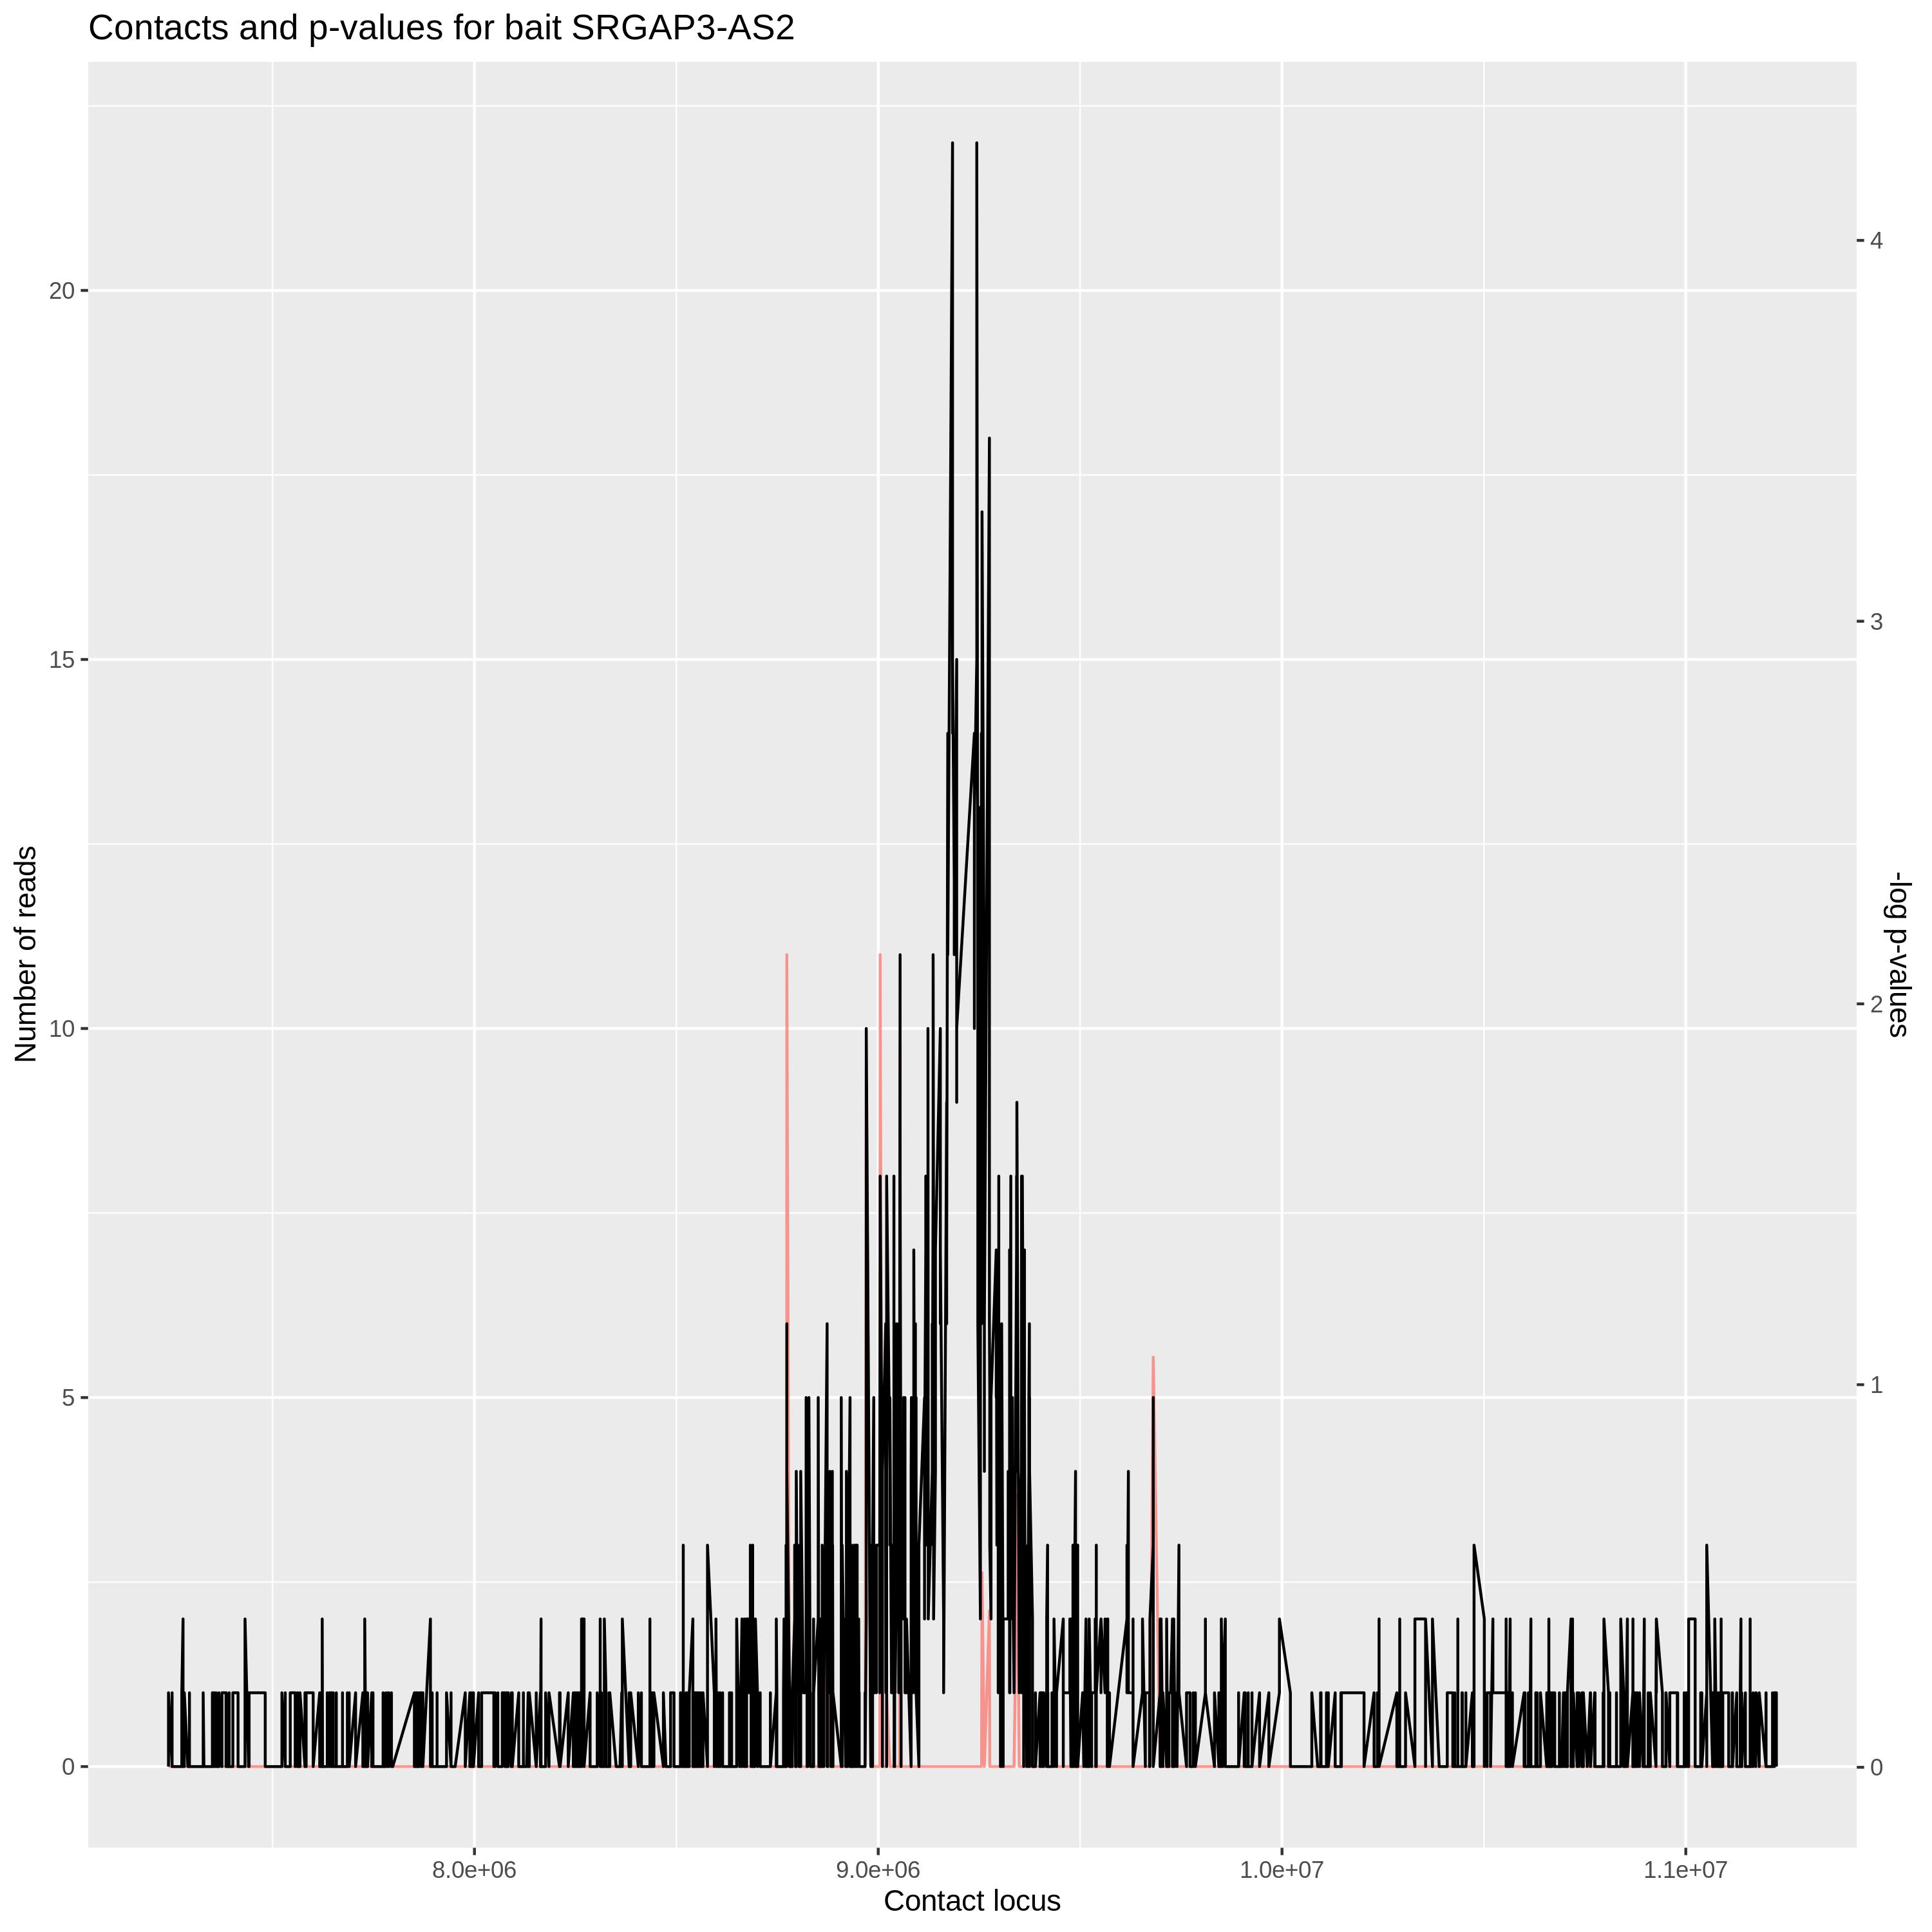 Contacts and p-values for bait SRGAP3-AS2
20
15
10
5
0
Number of reads
4
3
2
1
0
-log p-values
8.0e+06
9.0e+06
1.0e+07
1.1e+07
Contact locus